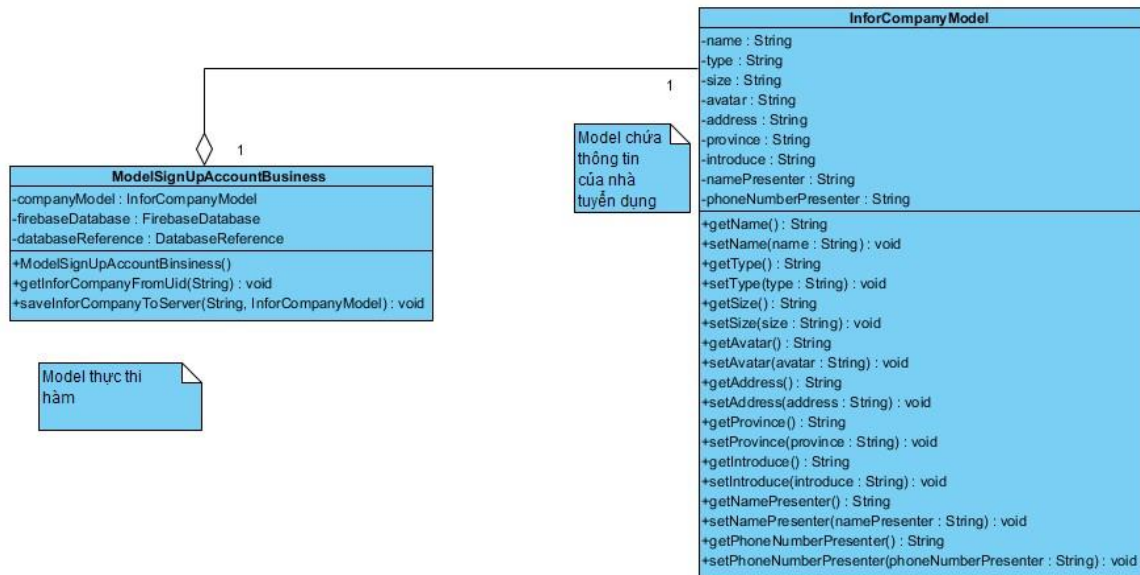 InforCompanyModel
-name : String
-type : String
-size : String
-avatar : String
-address : String
-province : String
-introduce : String
-namePresenter : String
-phoneNumberPresenter : String
+getName() : String
+setName(name : String) : void
+getType() : String
+setType(type : String) : void
+getSize() : String
+setSize(size : String) : void
+getAvatar() : String
+setAvatar(avatar : String) : void
+getAddress() : String
+setAddress(address : String) : void
+getProvince() : String
+setProvince(province : String) : void
+getIntroduce() : String
+setIntroduce(introduce : String) : void
+getNamePresenter() : String
+setNamePresenter(namePresenter : String) : void
+getPhoneNumberPresenter() : String
+setPhoneNumberPresenter(phoneNumberPresenter : String) : void
1
Model chứa
thông tin
của nhà
tuyển dụng
1
ModelSignUpAccountBusiness
-companyModel : InforCompanyModel
-firebaseDatabase : FirebaseDatabase
-databaseReference : DatabaseReference
+ModelSignUpAccountBinsiness()
+getInforCompanyFromUid(String) : void
+saveInforCompanyToServer(String, InforCompanyModel) : void
Model thực thi
hàm